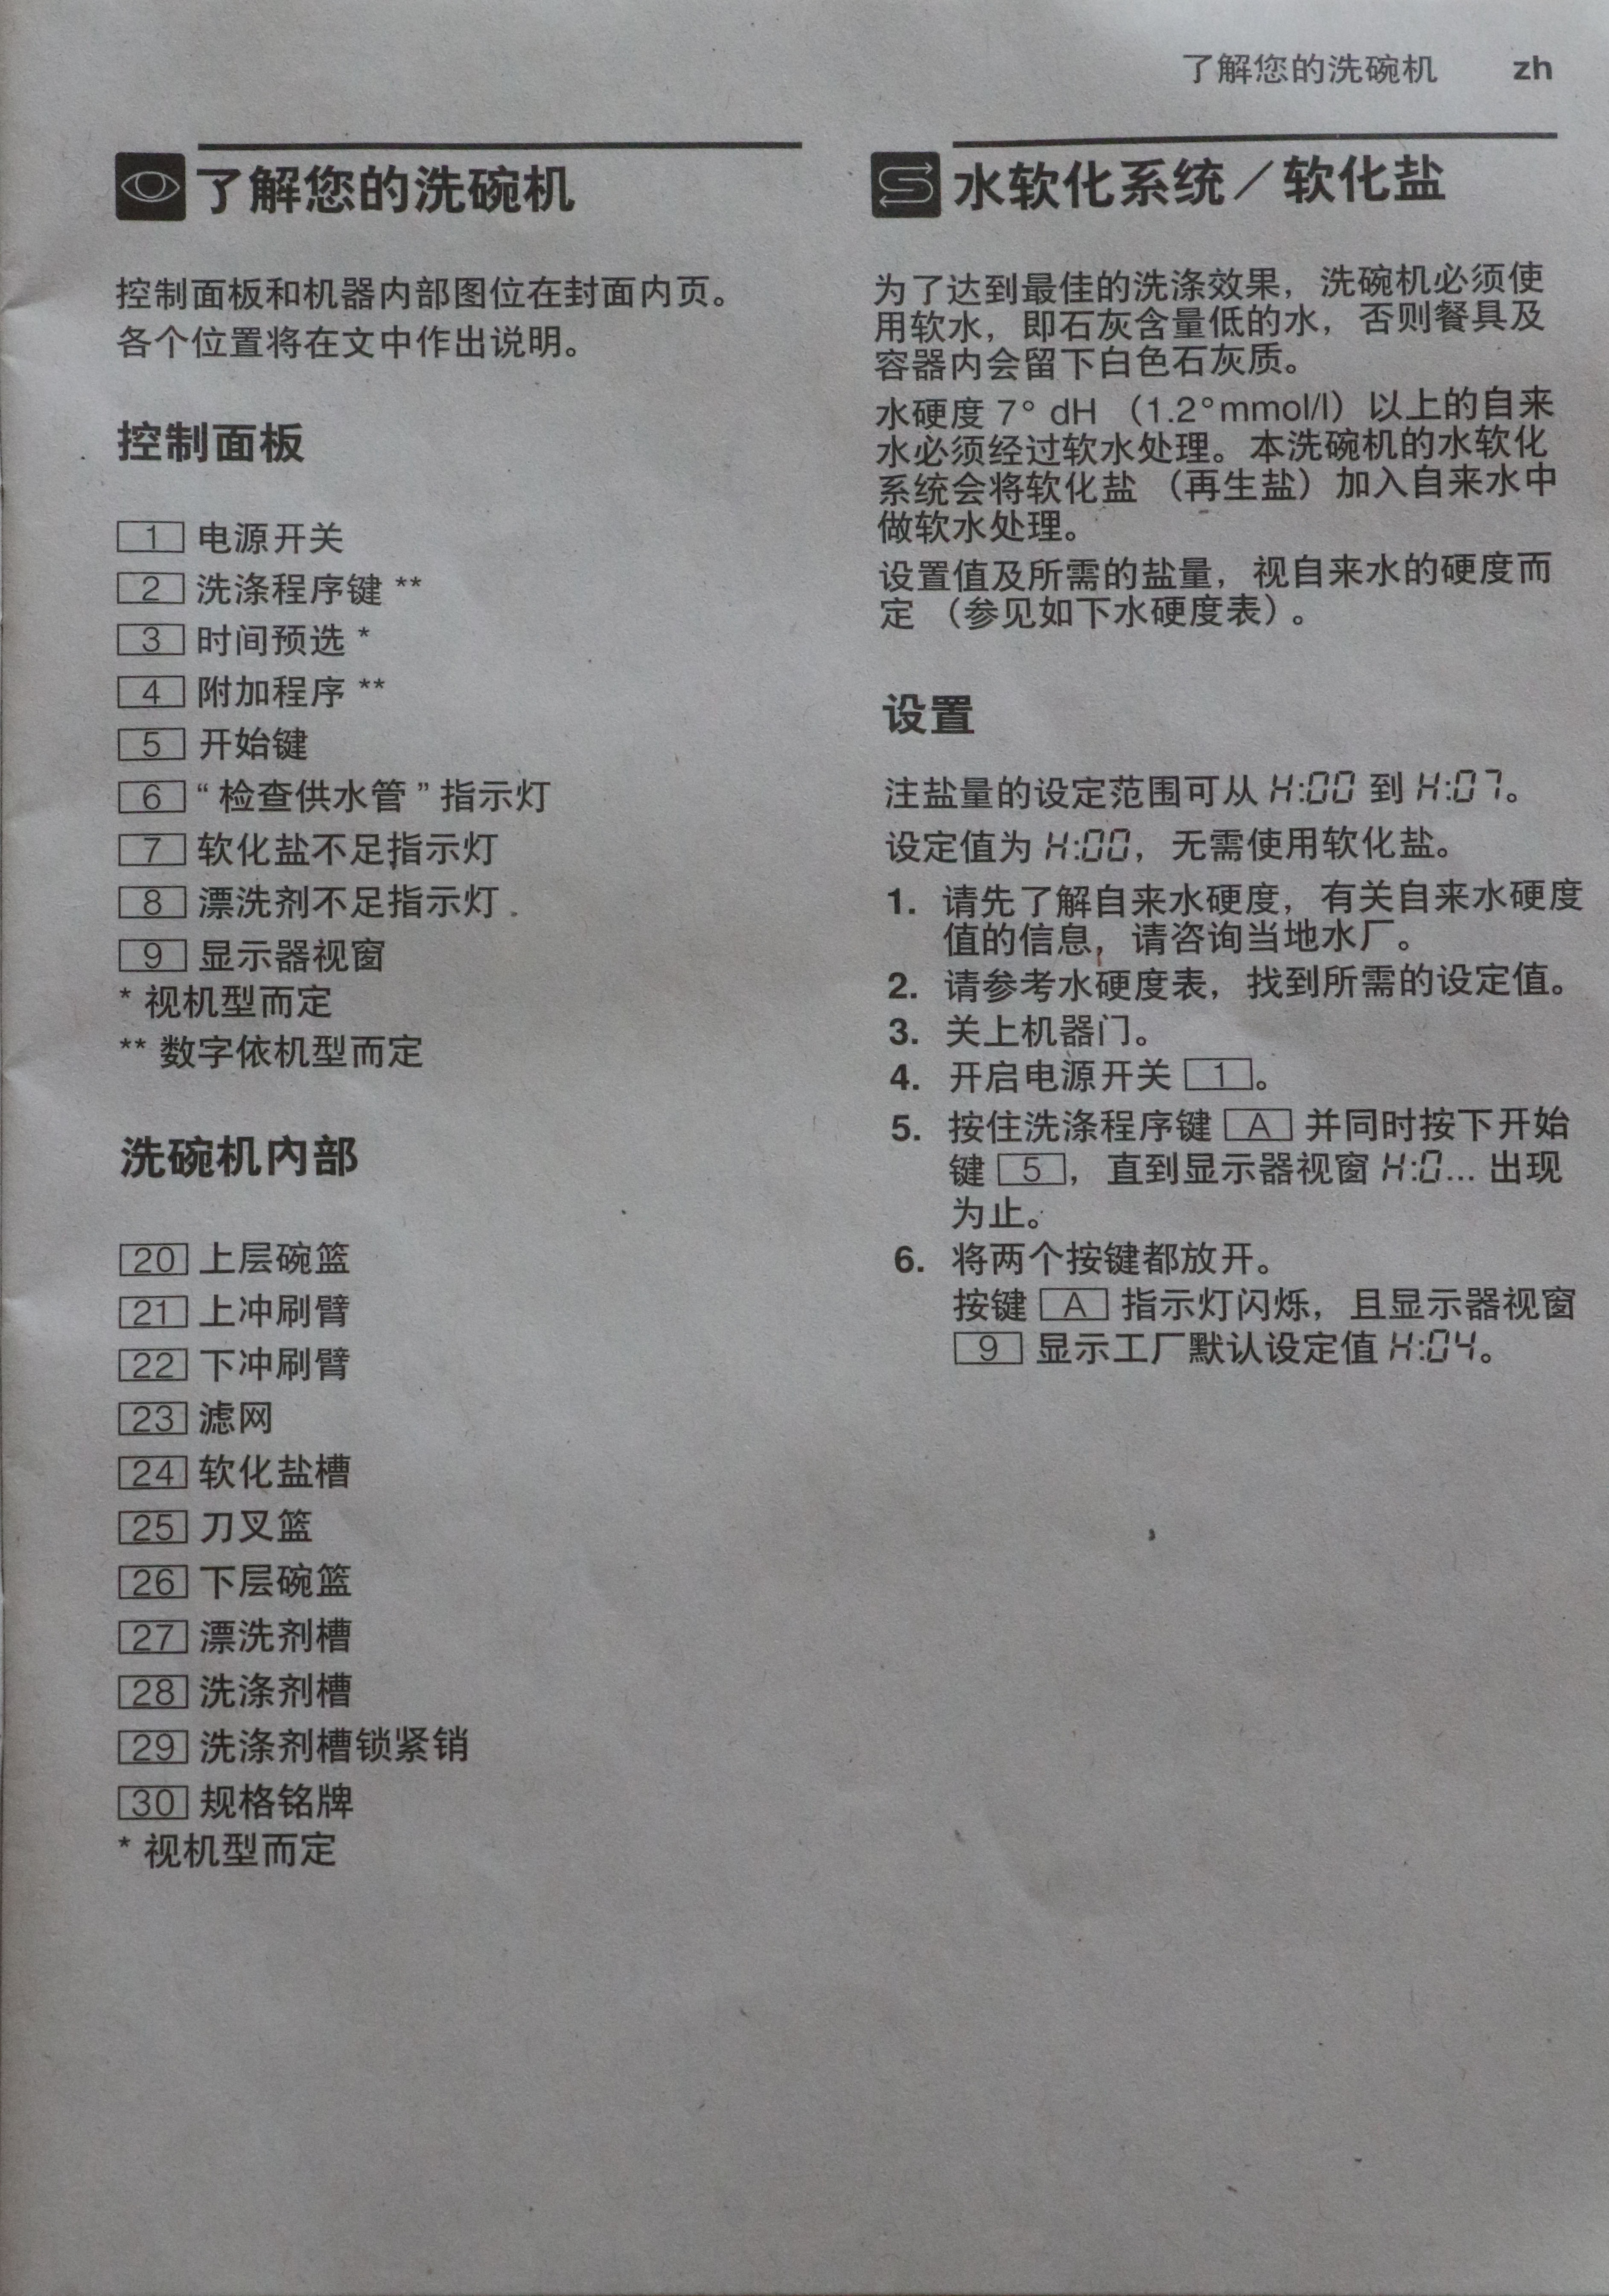 了解您的洗碗机 zh
了解您的洗碗机
控制面板和机器内部图位在封面内页。
各个位置将在文中作出说明。
控制面板
1 电源开关
2 洗涤程序键 **
3 时间预选 *
4 附加程序 **
5 开始键
6 “ 检查供水管 ” 指示灯
7 软化盐不足指示灯
8 漂洗剂不足指示灯
9 显示器视窗
* 视机型而定
** 数字依机型而定
洗碗机内部
20 上层碗篮
21 上冲刷臂
22 下冲刷臂
23 滤网
24 软化盐槽
25 刀叉篮
26 下层碗篮
27 漂洗剂槽
28 洗涤剂槽
29 洗涤剂槽锁紧销
30 规格铭牌
* 视机型而定
水软化系统／软化盐
为了达到最佳的洗涤效果，洗碗机必须使
用软水，即石灰含量低的水，否则餐具及
容器内会留下白色石灰质。
水硬度 7° dH （1.2°mmol/l）以上的自来
水必须经过软水处理。本洗碗机的水软化
系统会将软化盐 （再生盐）加入自来水中
做软水处理。
设置值及所需的盐量，视自来水的硬度而
定 （参见如下水硬度表）。
设置
注盐量的设定范围可从 H:00 到 H:07。
设定值为 H:00，无需使用软化盐。
1. 请先了解自来水硬度，有关自来水硬度
值的信息，请咨询当地水厂。
2. 请参考水硬度表，找到所需的设定值。
3. 关上机器门。
4. 开启电源开关 1。
5. 按住洗涤程序键 A 并同时按下开始
键 5，直到显示器视窗 H:0... 出现
为止。
6. 将两个按键都放开。
按键 A 指示灯闪烁，且显示器视窗
9 显示工厂默认设定值 H:04。